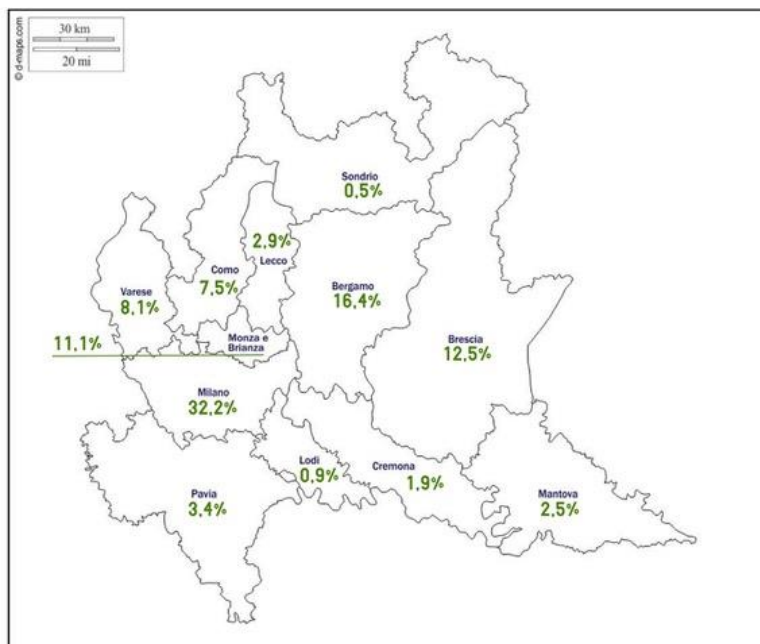 30 km
20 mi
© d-maps.com
Sondrio
0,5%
2,9%
Lecco
Como
7,5%
Varese
8,1%
Bergamo
16,4%
Brescia
12,5%
11,1%
Monza e
Brianza
Milano
32,2%
Lodi
0,9%
Cremona
1,9%
Pavia
3,4%
Mantova
2,5%